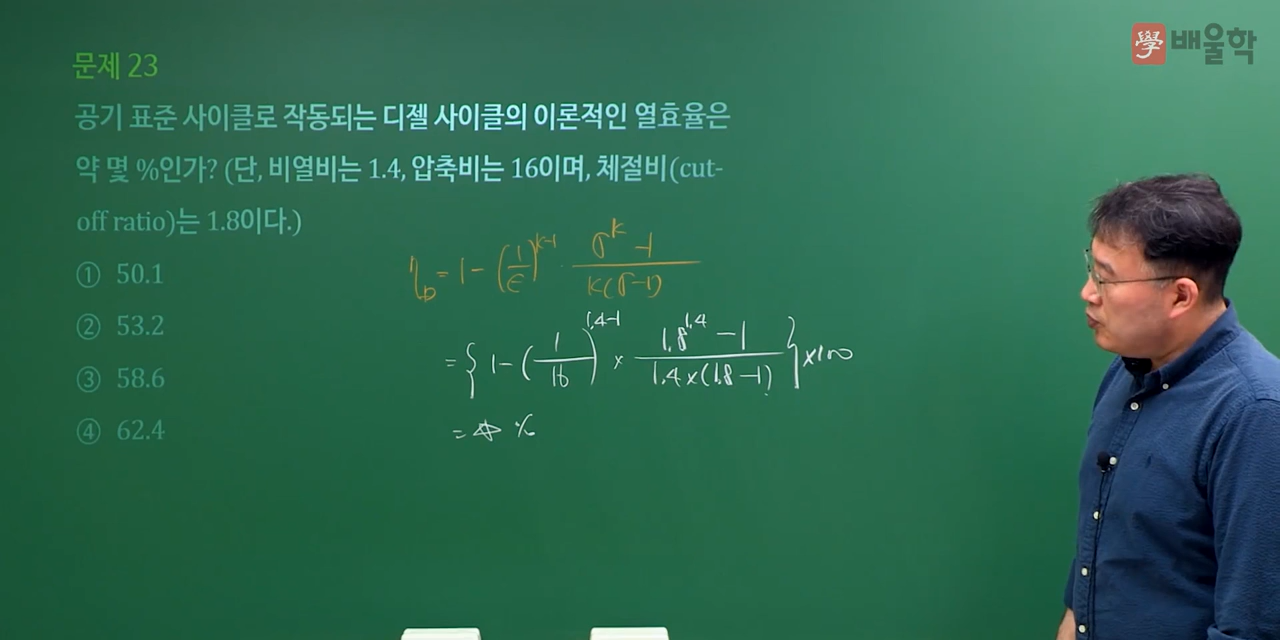 學배울학
문제 23
공기 표준 사이클로 작동되는 디젤 사이클의 이론적인 열효율은
약 몇 %인가? (단, 비열비는 1.4, 압축비는 16이며, 체절비(cut-
off ratio)는 1.8이다.)
① 50.1
② 53.2
③ 58.6
④ 62.4
η_D = 1 - (1/ε)^(k-1) · (σ^k - 1)/(k(σ-1))
= { 1 - (1/16)^(1.4-1) × (1.8^1.4 - 1)/(1.4×(1.8-1)) } ×100
= %